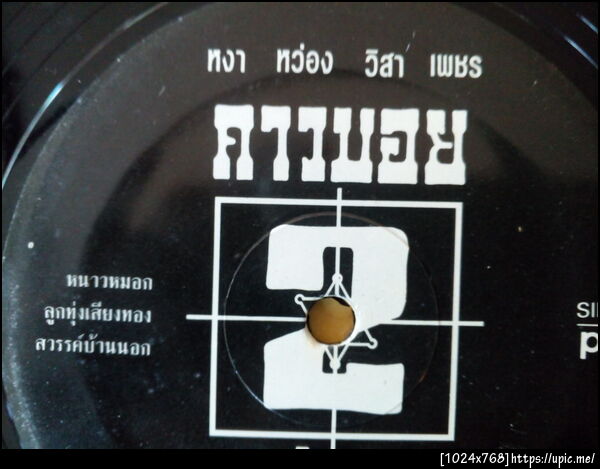 หงา หว่อง วิสา เพชร
คาวบอย
2
หนาวหมอก
ลูกทุ่งเสียงทอง
สวรรค์บ้านนอก
SI
p
[1024x768]https://upic.me/